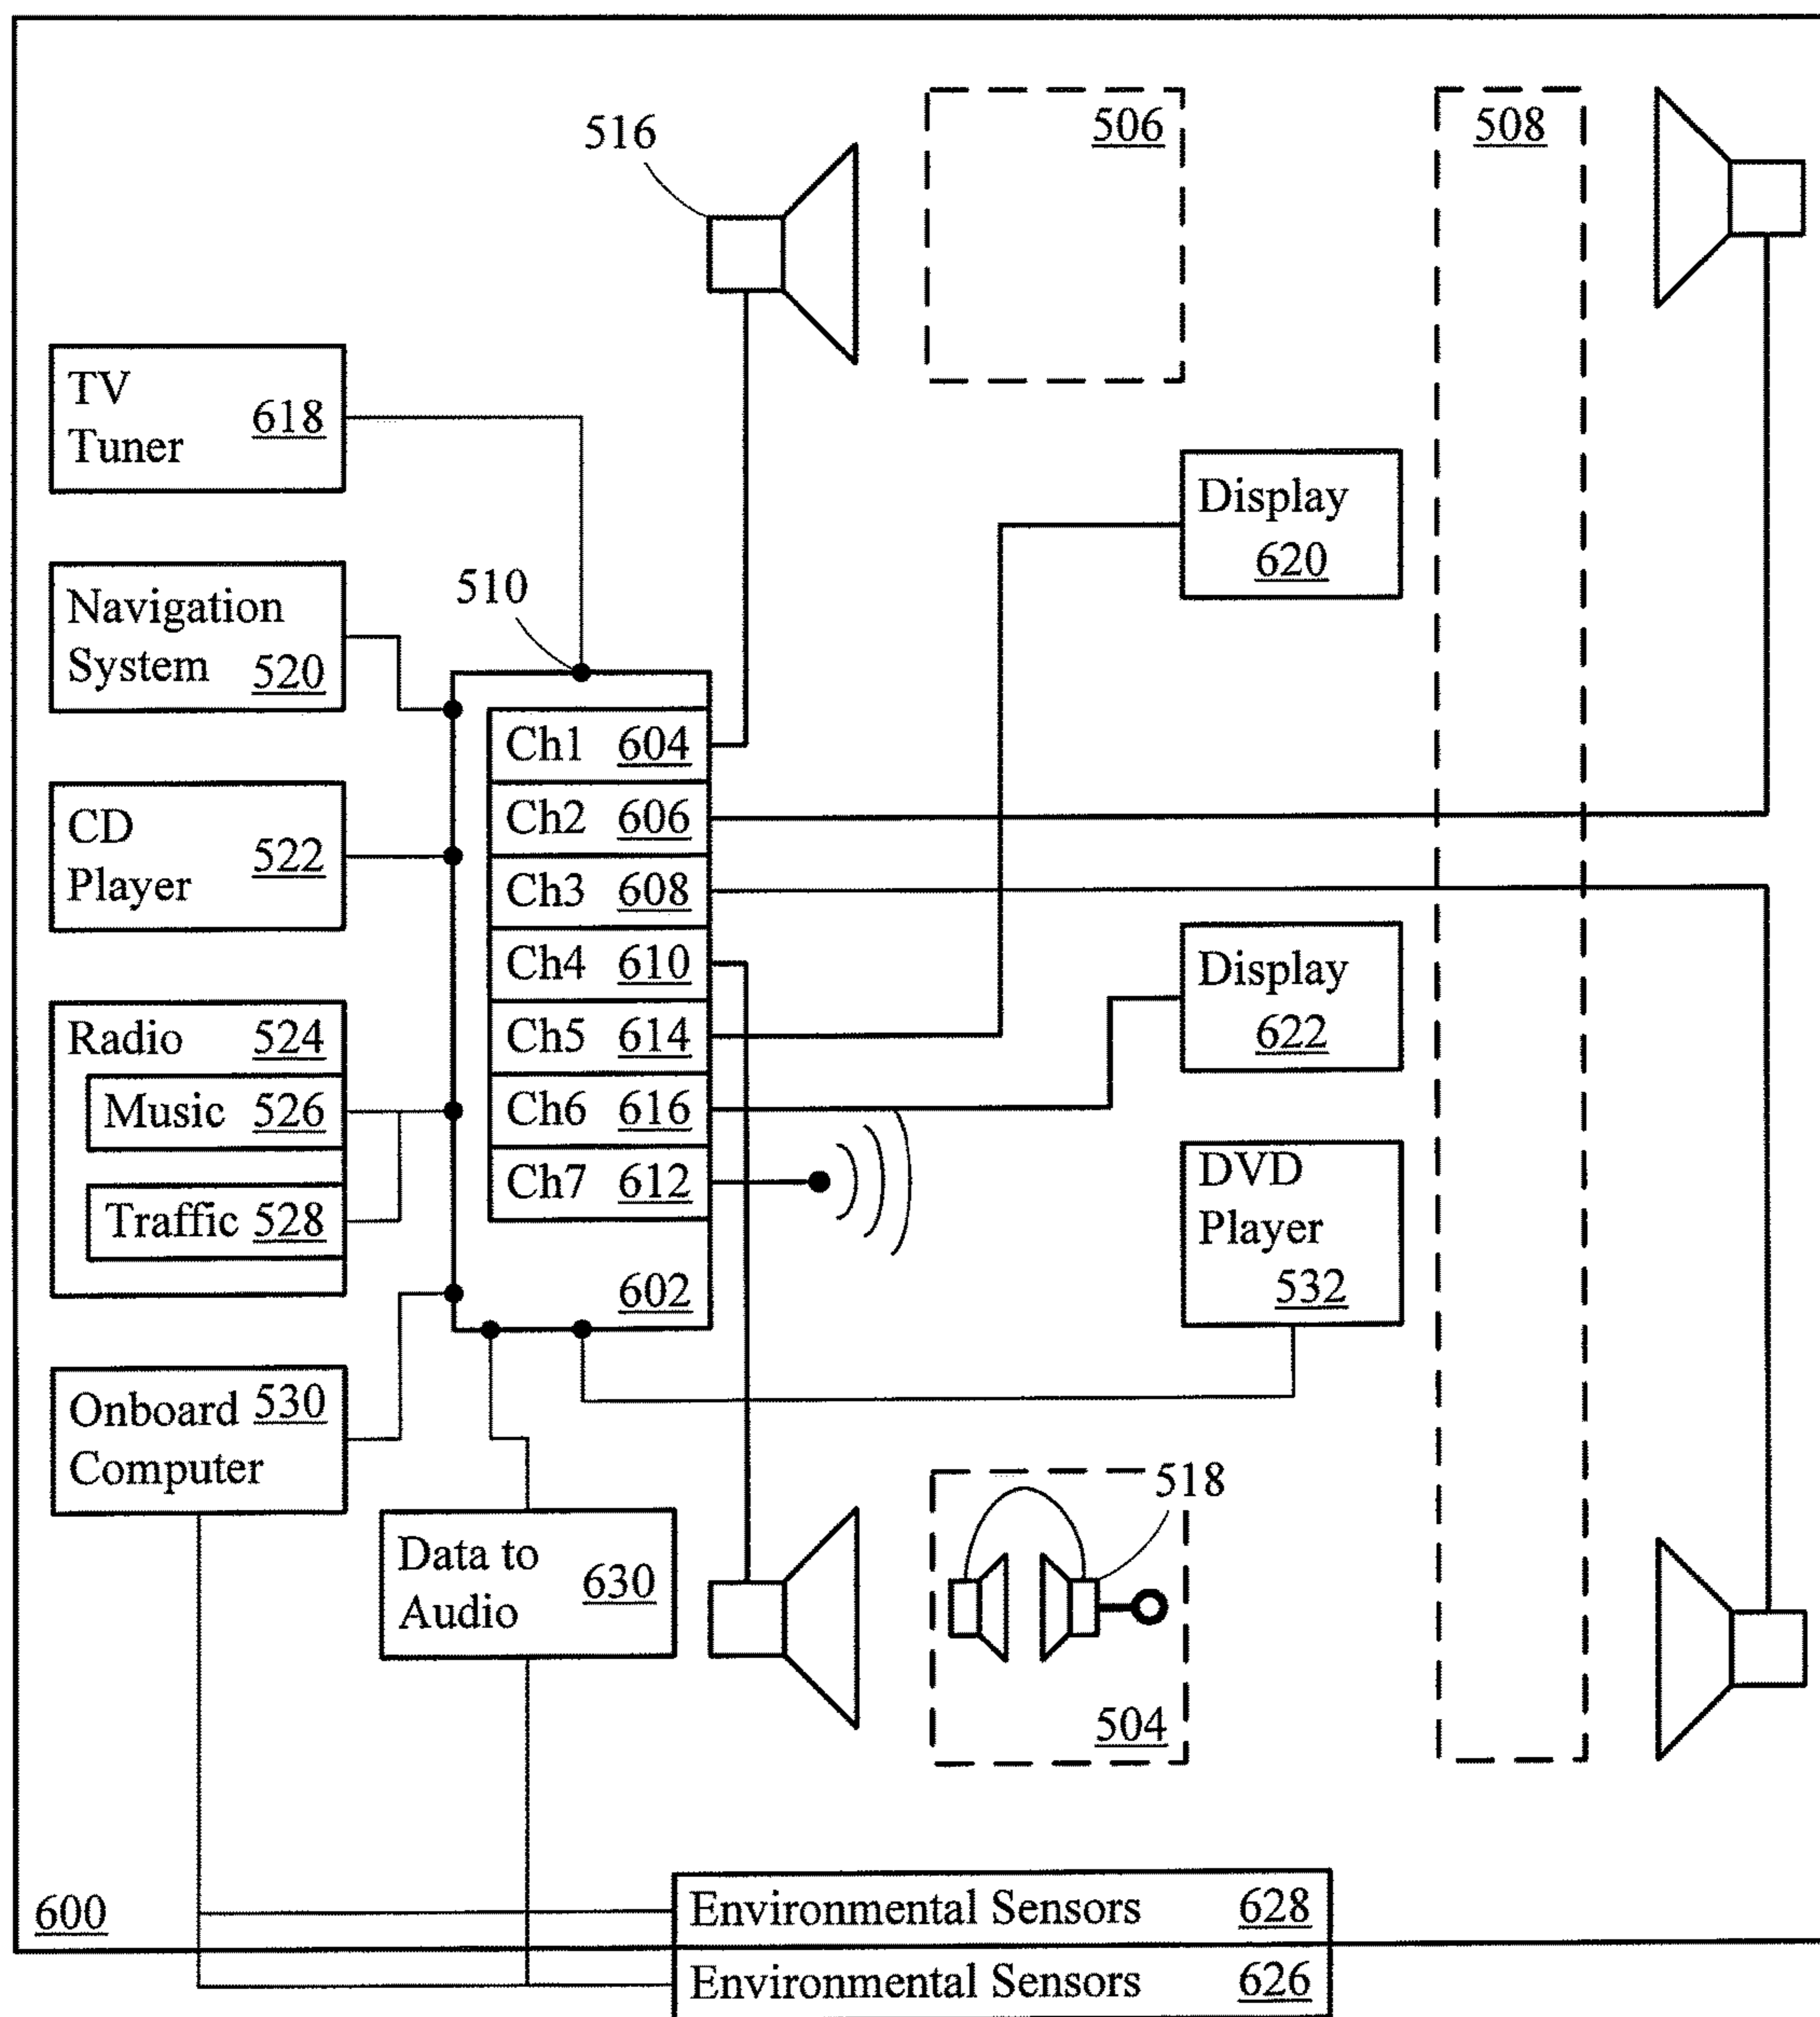 506
508
516
TV
Tuner 618
Display
620
Navigation
System 520
510
Ch1 604
Ch2 606
Ch3 608
Ch4 610
Ch5 614
Ch6 616
Ch7 612
602
CD
Player 522
Display
622
Radio 524
Music 526
Traffic 528
DVD
Player
532
Onboard 530
Computer
518
Data to
Audio 630
504
600
Environmental Sensors 628
Environmental Sensors 626